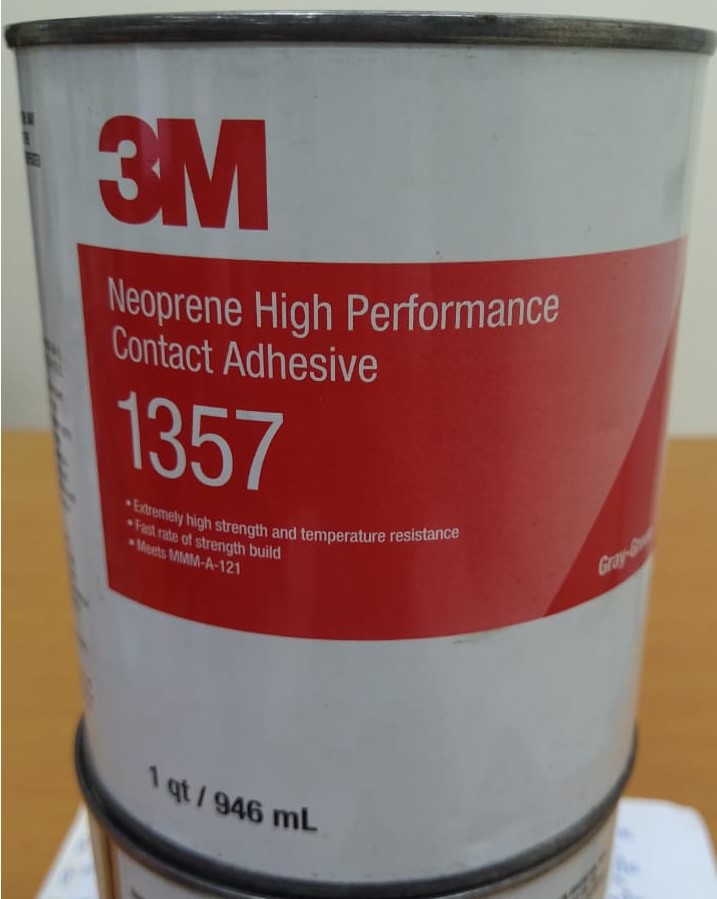 3M
Neoprene High Performance
Contact Adhesive
1357
• Extremely high strength and temperature resistance
• Fast rate of strength build
• Meets MMM-A-121
1 qt / 946 mL